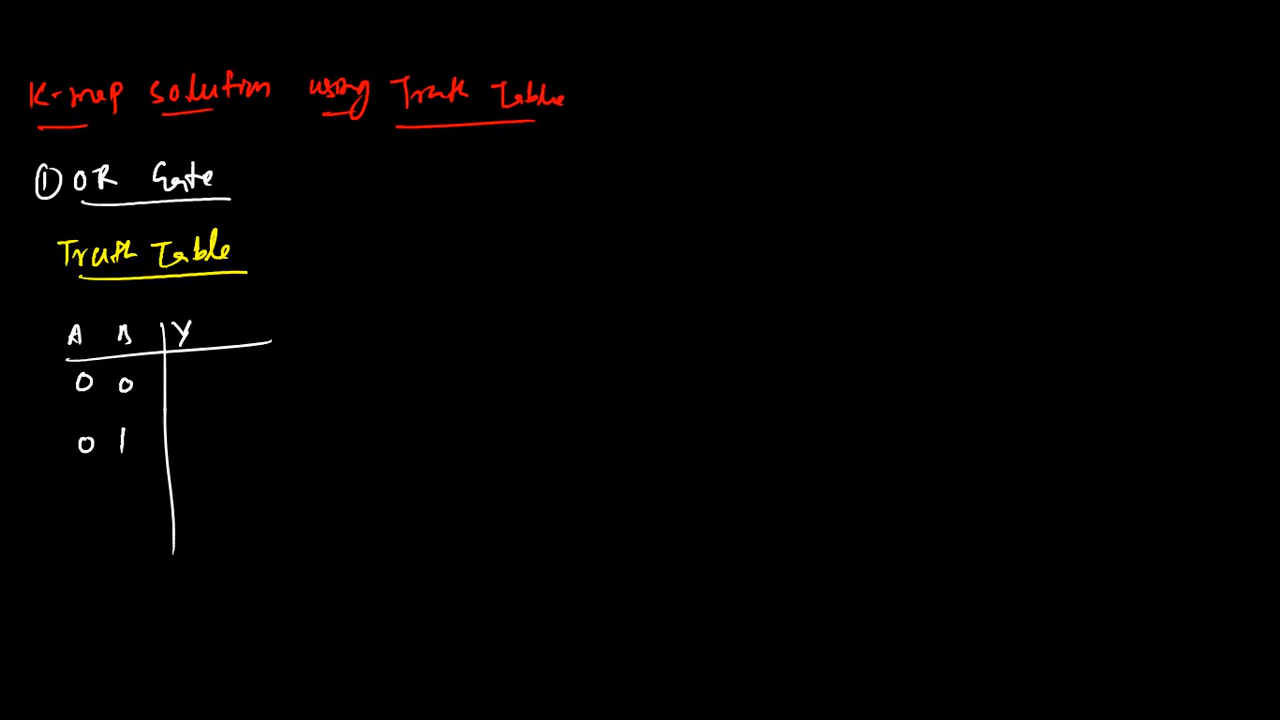 K-map solution using Truth Table
① OR Gate
Truth Table
A B Y
0 0
0 1